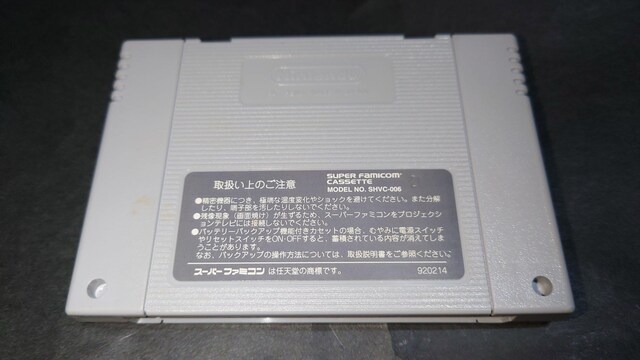 Nintendo
取扱い上のご注意
SUPER FAMICOM
CASSETTE
MODEL NO. SHVC-006
●精密機器につき、極端な温度変化やショックを避けてください。また分解
したり、端子部を汚したりしないでください。
●残像現象(画面焼け)が生ずるため、スーパーファミコンをプロジェクシ
ョンテレビには接続しないでください。
●バッテリーバックアップ機能付きカセットの場合、むやみに電源スイッチ
やリセットスイッチをON・OFFすると、蓄積されている内容が消えてしま
うことがあります。
なお、バックアップの操作方法については、取扱説明書をご参照ください。
スーパーファミコン は任天堂の商標です。
920214